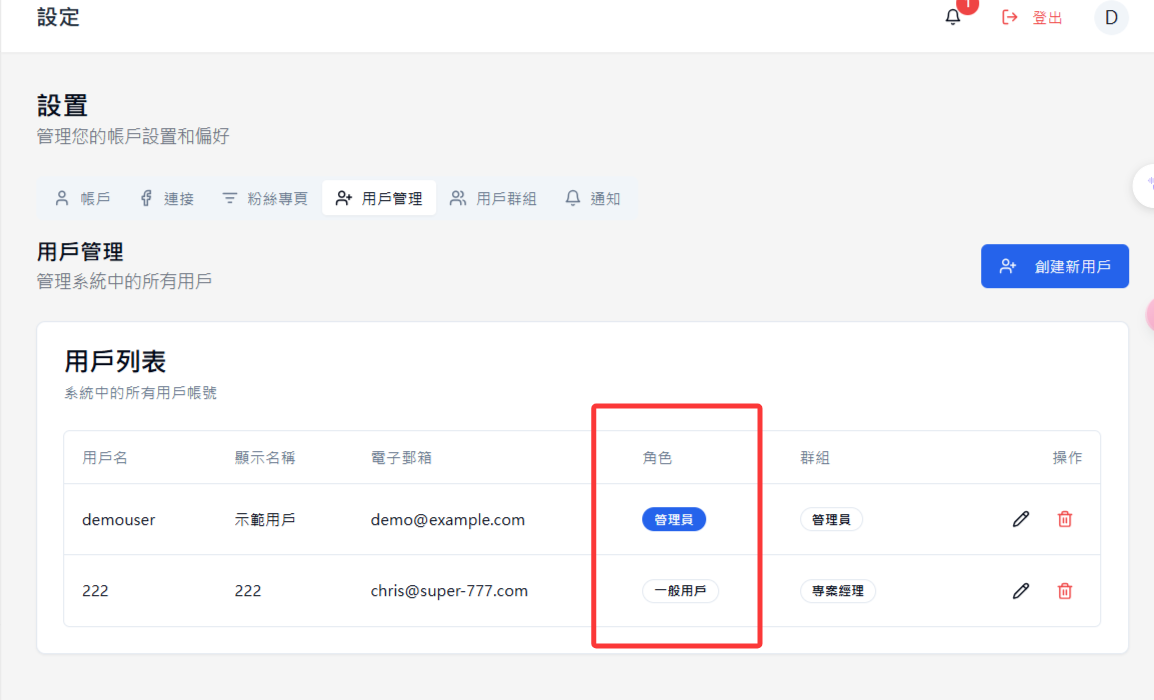 設定
1
登出
D
設置
管理您的帳戶設置和偏好
帳戶 連接 粉絲專頁 用戶管理 用戶群組 通知
用戶管理
管理系統中的所有用戶
創建新用戶
用戶列表
系統中的所有用戶帳號
用戶名 顯示名稱 電子郵箱 角色 群組 操作
demouser 示範用戶 demo@example.com 管理員 管理員
222 222 chris@super-777.com 一般用戶 專案經理